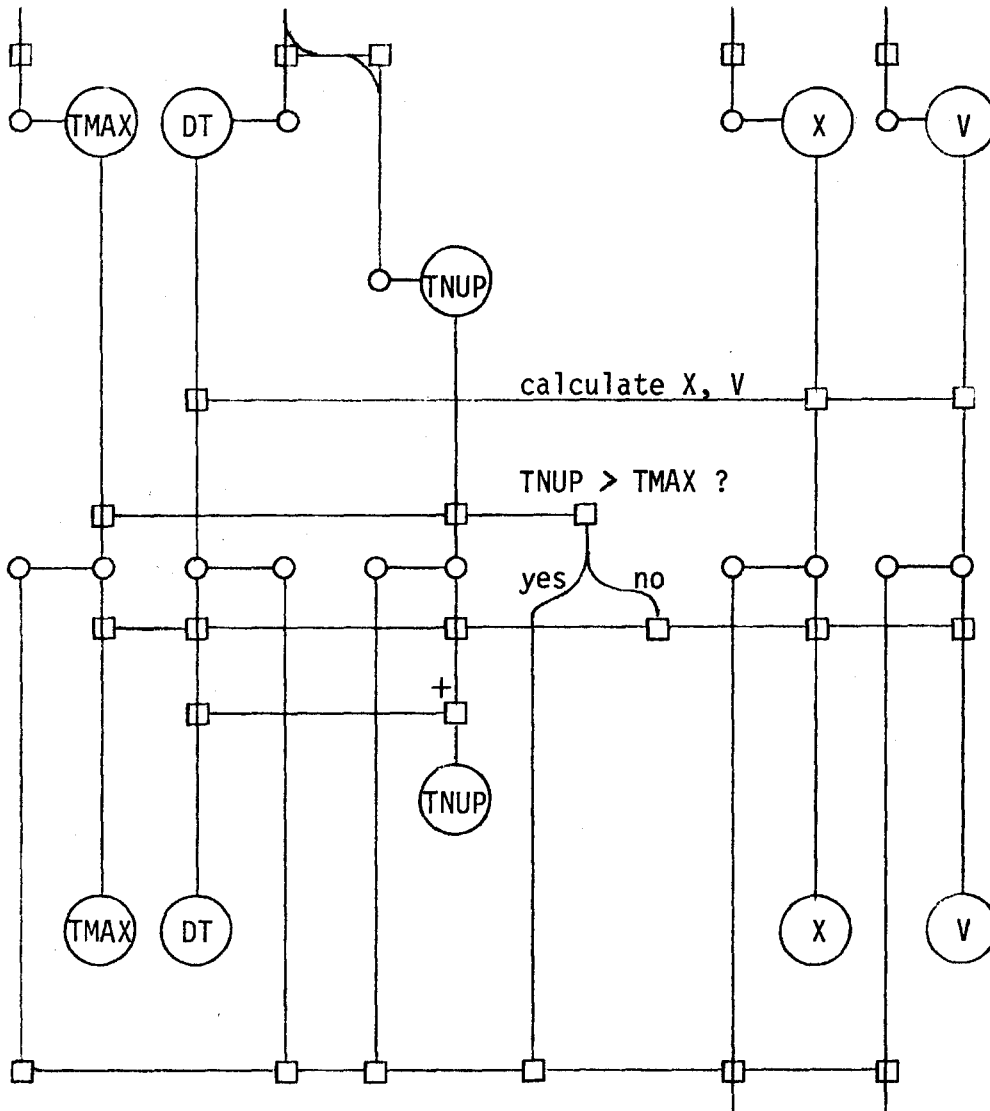 TMAX DT X V
TNUP
calculate X, V
TNUP > TMAX ?
yes no
+
TNUP
TMAX DT X V